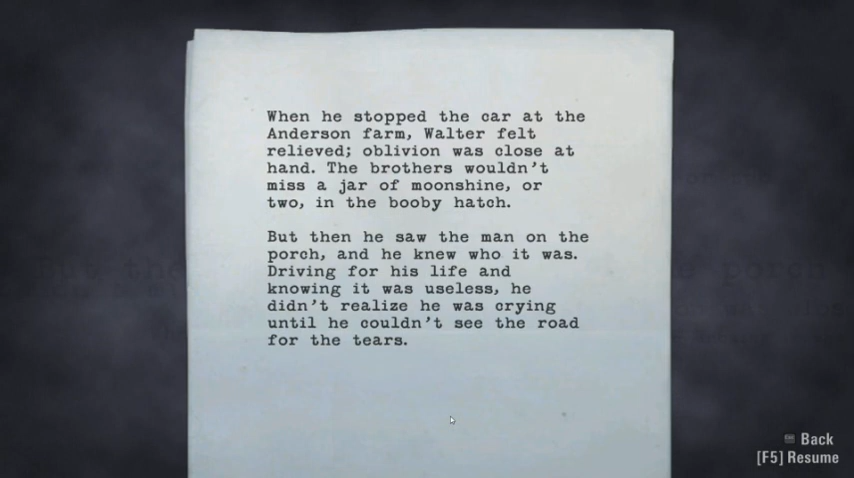 When he stopped the car at the
Anderson farm, Walter felt
relieved; oblivion was close at
hand. The brothers wouldn't
miss a jar of moonshine, or
two, in the booby hatch.
But then he saw the man on the
porch, and he knew who it was.
Driving for his life and
knowing it was useless, he
didn't realize he was crying
until he couldn't see the road
for the tears.
Back
[F5] Resume